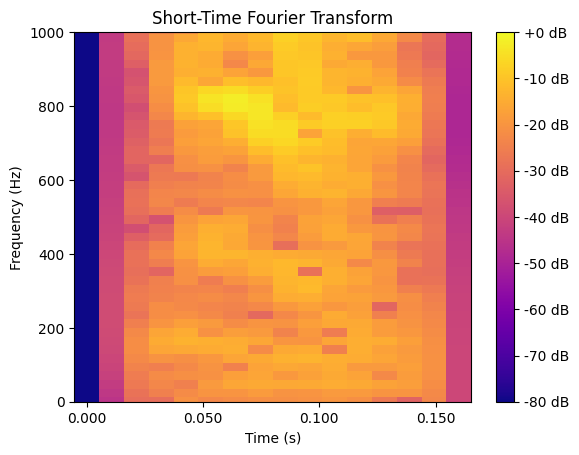 Short-Time Fourier Transform
1000
800
600
400
200
0
Frequency (Hz)
0.000
0.050
0.100
0.150
Time (s)
+0 dB
-10 dB
-20 dB
-30 dB
-40 dB
-50 dB
-60 dB
-70 dB
-80 dB